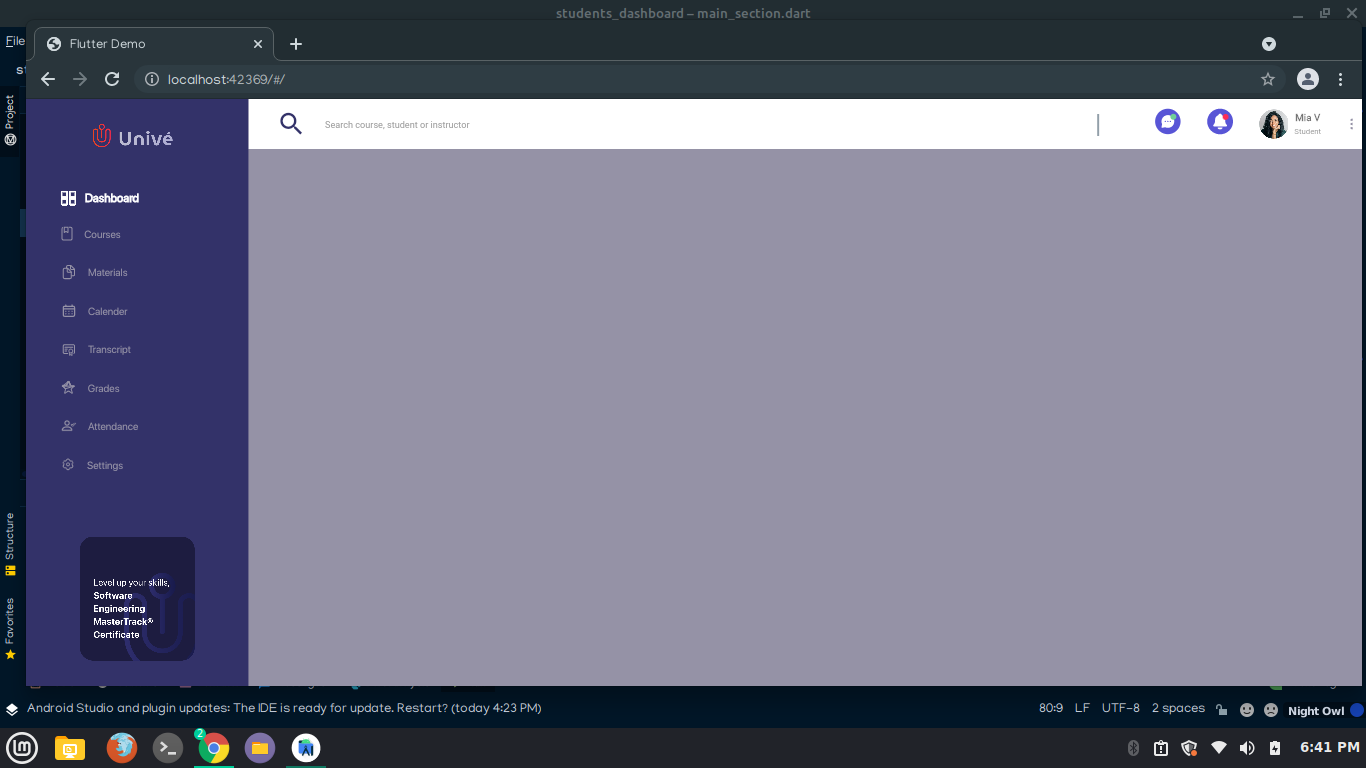 students_dashboard – main_section.dart
File
Flutter Demo
localhost:42369/#/
Project
Univé
Search course, student or instructor
Mia V
Student
Dashboard
Courses
Materials
Calender
Transcript
Grades
Attendance
Settings
Structure
Favorites
Level up your skills,
Software
Engineering
MasterTrack®
Certificate
Android Studio and plugin updates: The IDE is ready for update. Restart? (today 4:23 PM)
80:9 LF UTF-8 2 spaces Night Owl
2
6:41 PM